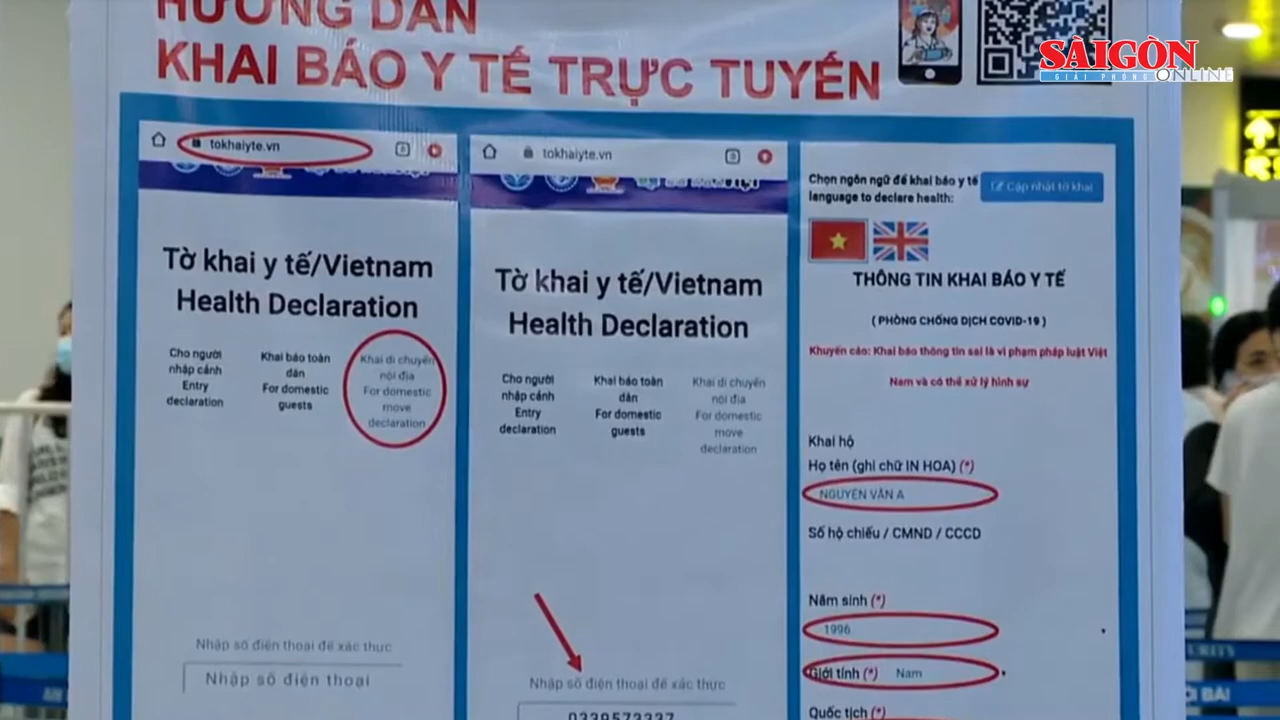 HƯỚNG DẪN
KHAI BÁO Y TẾ TRỰC TUYẾN
SÀIGÒN
GIẢI PHÓNG ONLINE
tokhaiyte.vn
Tờ khai y tế/Vietnam
Health Declaration
Cho người
nhập cảnh
Entry
declaration
Khai báo toàn
dân
For domestic
guests
Khai di chuyển
nội địa
For domestic
move
declaration
Nhập số điện thoại để xác thực
Nhập số điện thoại
tokhaiyte.vn
Tờ khai y tế/Vietnam
Health Declaration
Cho người
nhập cảnh
Entry
declaration
Khai báo toàn
dân
For domestic
guests
Khai di chuyển
nội địa
For domestic
move
declaration
Nhập số điện thoại để xác thực
Chọn ngôn ngữ để khai báo y tế
language to declare health:
Cập nhật tờ khai
THÔNG TIN KHAI BÁO Y TẾ
( PHÒNG CHỐNG DỊCH COVID-19 )
Khuyến cáo: Khai báo thông tin sai là vi phạm pháp luật Việt
Nam và có thể xử lý hình sự
Khai hộ
Họ tên (ghi chữ IN HOA) (*)
NGUYỄN VĂN A
Số hộ chiếu / CMND / CCCD
Năm sinh (*)
1996
Giới tính (*) Nam
Quốc tịch (*)